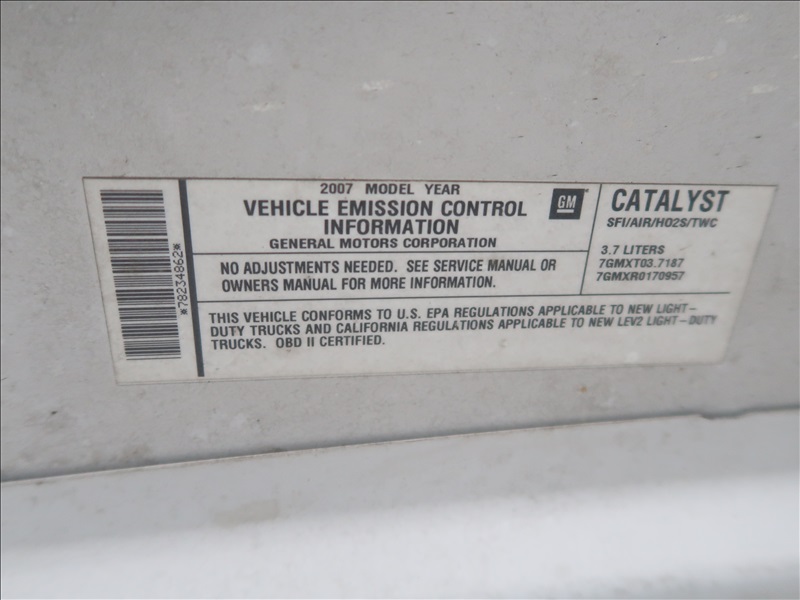 *78234862*
2007 MODEL YEAR
VEHICLE EMISSION CONTROL
INFORMATION
GENERAL MOTORS CORPORATION
GM
CATALYST
SFI/AIR/HO2S/TWC
3.7 LITERS
7GMXT03.7187
7GMXR0170957
NO ADJUSTMENTS NEEDED. SEE SERVICE MANUAL OR
OWNERS MANUAL FOR MORE INFORMATION.
THIS VEHICLE CONFORMS TO U.S. EPA REGULATIONS APPLICABLE TO NEW LIGHT-
DUTY TRUCKS AND CALIFORNIA REGULATIONS APPLICABLE TO NEW LEV2 LIGHT-DUTY
TRUCKS. OBD II CERTIFIED.